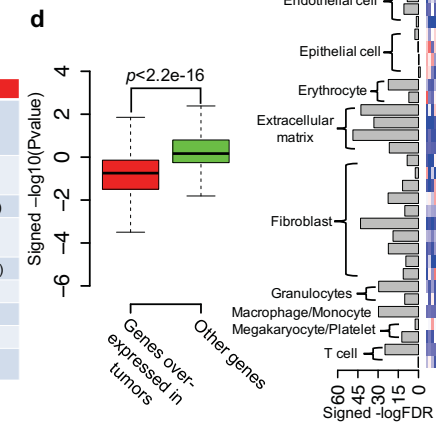 d
Signed −log10(Pvalue)
4
2
0
−2
−4
−6
p<2.2e-16
Genes over-
expressed in
tumors
Other genes
Endothelial cell
Epithelial cell
Erythrocyte
Extracellular
matrix
Fibroblast
Granulocytes
Macrophage/Monocyte
Megakaryocyte/Platelet
T cell
60
45
30
15
0
Signed -logFDR
)
)